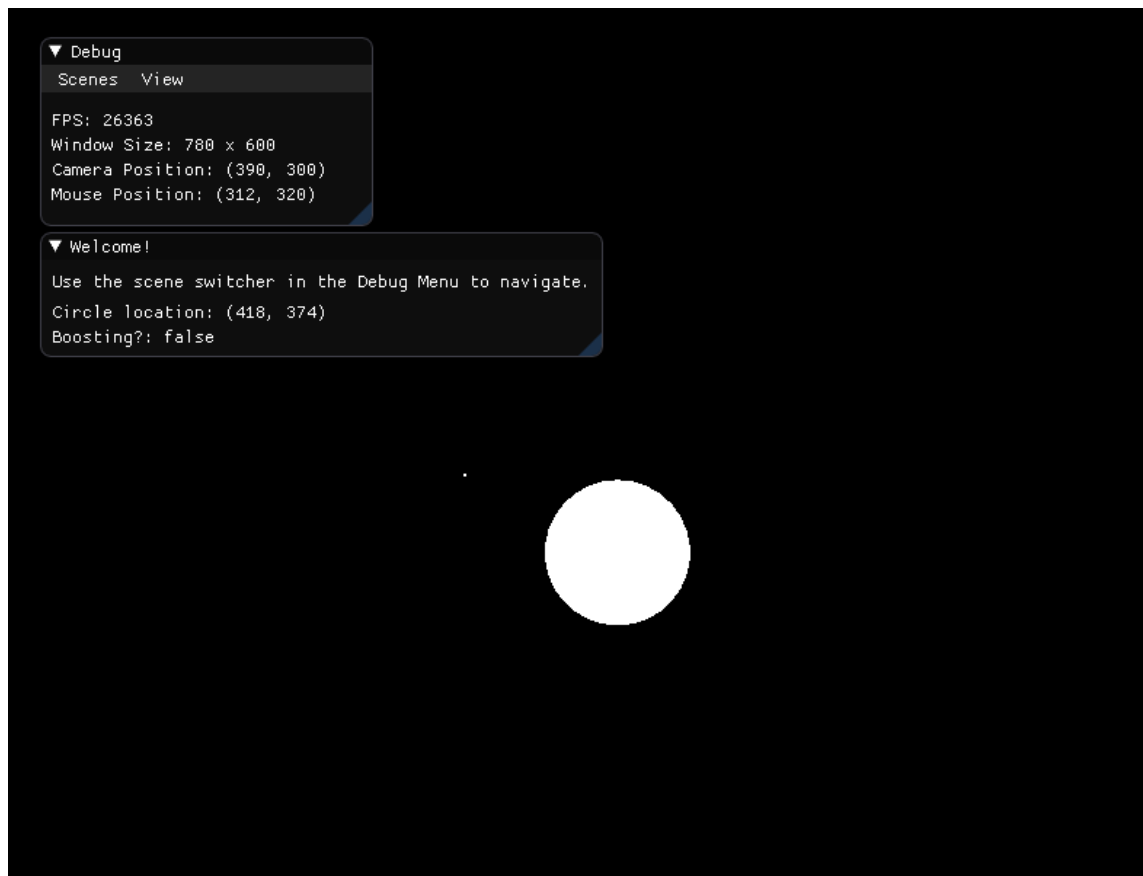 Debug
Scenes View
FPS: 26363
Window Size: 780 x 600
Camera Position: (390, 300)
Mouse Position: (312, 320)
Welcome!
Use the scene switcher in the Debug Menu to navigate.
Circle location: (418, 374)
Boosting?: false